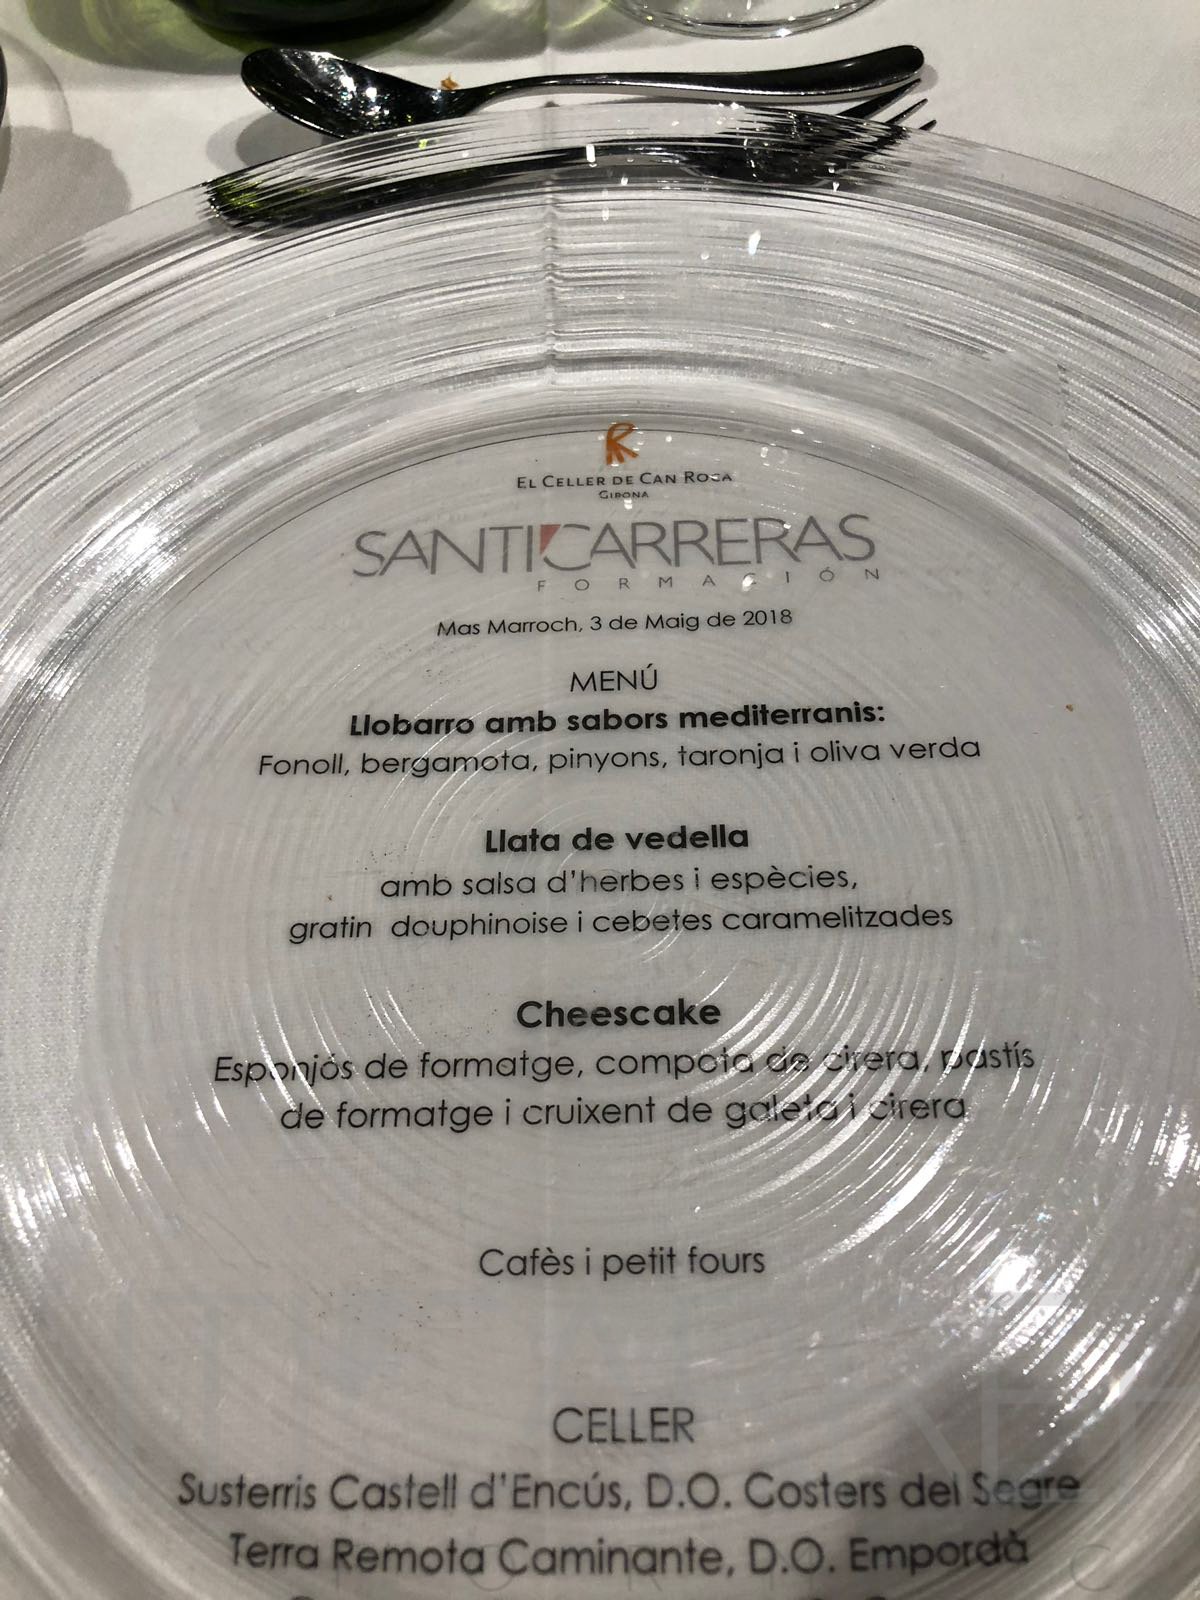 R
EL CELLER DE CAN ROCA
GIRONA
SANTI CARRERAS
FORMACIÓN
Mas Marroch, 3 de Maig de 2018
MENÚ
Llobarro amb sabors mediterranis:
Fonoll, bergamota, pinyons, taronja i oliva verda
Llata de vedella
amb salsa d'herbes i espècies,
gratin douphinoise i cebetes caramelitzades
Cheescake
Esponjós de formatge, compota de cirera, pastís
de formatge i cruixent de galeta i cirera
Cafès i petit fours
CELLER
Susterris Castell d'Encús, D.O. Costers del Segre
Terra Remota Caminante, D.O. Empordà